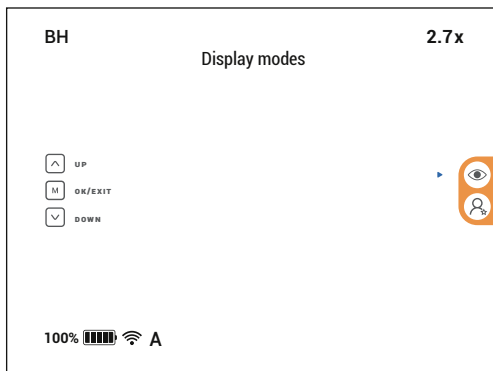 BH 2.7x
Display modes
UP
M OK/EXIT
DOWN
100% A